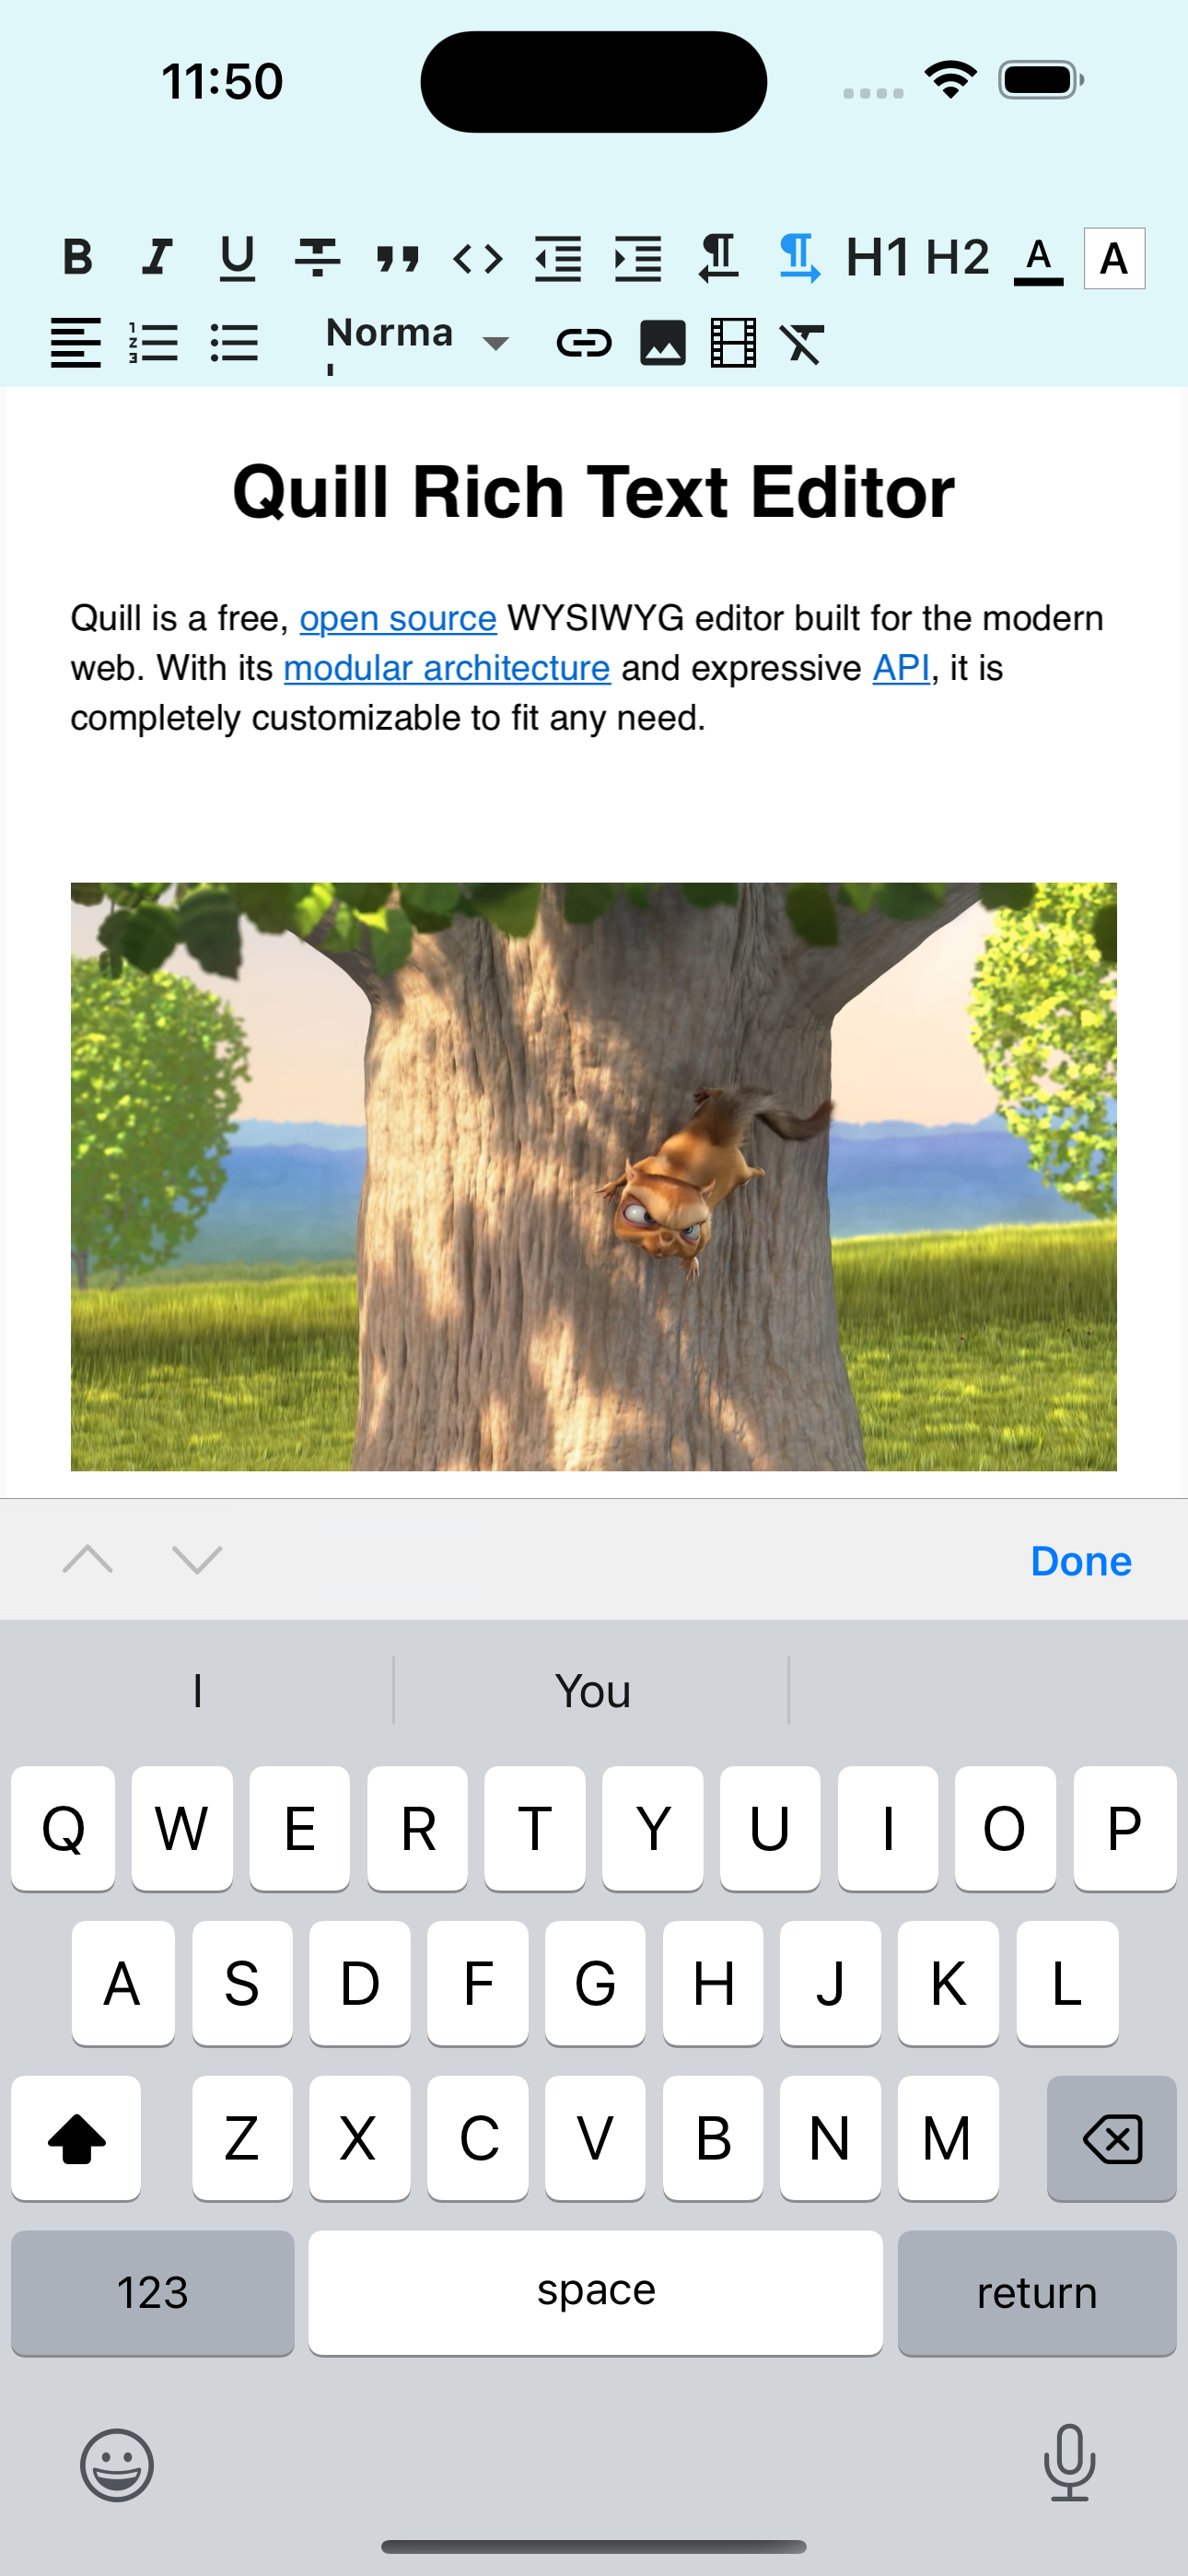 11:50
B I U H1 H2 A A
Normal
Quill Rich Text Editor
Quill is a free, open source WYSIWYG editor built for the modern
web. With its modular architecture and expressive API, it is
completely customizable to fit any need.
Done
I You
Q W E R T Y U I O P
A S D F G H J K L
Z X C V B N M
123 space return